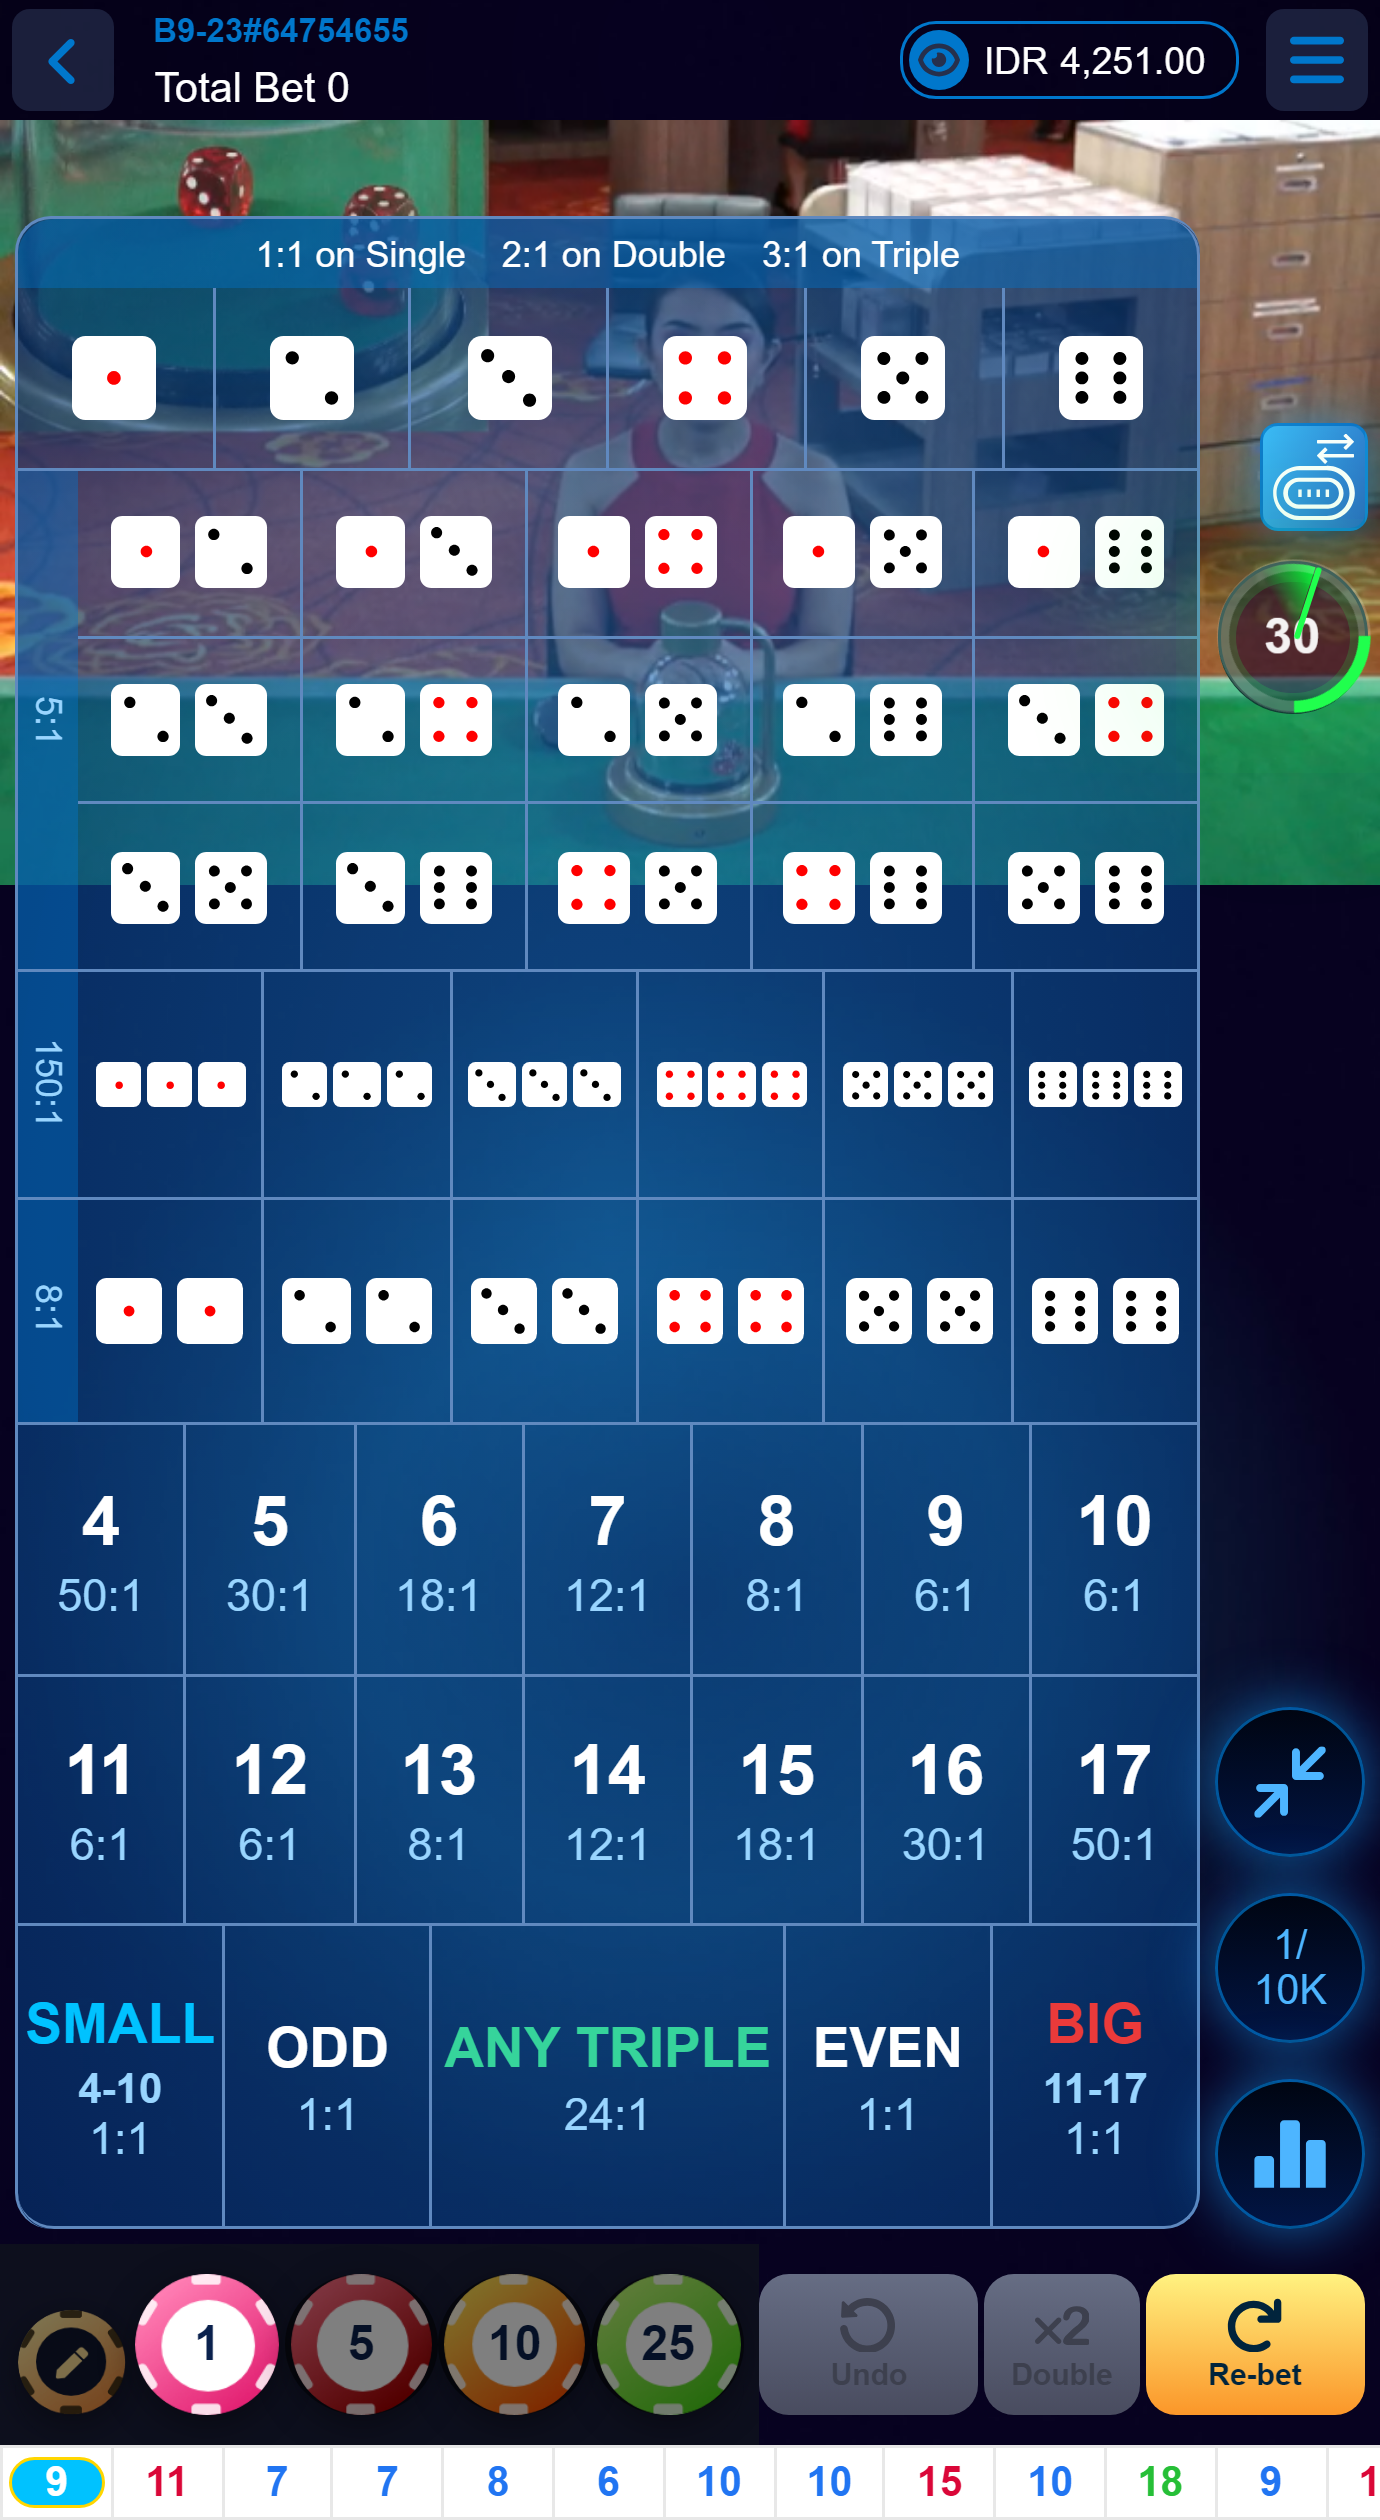 B9-23#64754655
Total Bet 0
IDR 4,251.00
1:1 on Single 2:1 on Double 3:1 on Triple
30
5:1
150:1
8:1
4 5 6 7 8 9 10
50:1 30:1 18:1 12:1 8:1 6:1 6:1
11 12 13 14 15 16 17
6:1 6:1 8:1 12:1 18:1 30:1 50:1
SMALL ODD ANY TRIPLE EVEN BIG
4-10 11-17
1:1 1:1 24:1 1:1 1:1
1/
10K
1 5 10 25
x2
Undo Double Re-bet
9 11 7 7 8 6 10 10 15 10 18 9